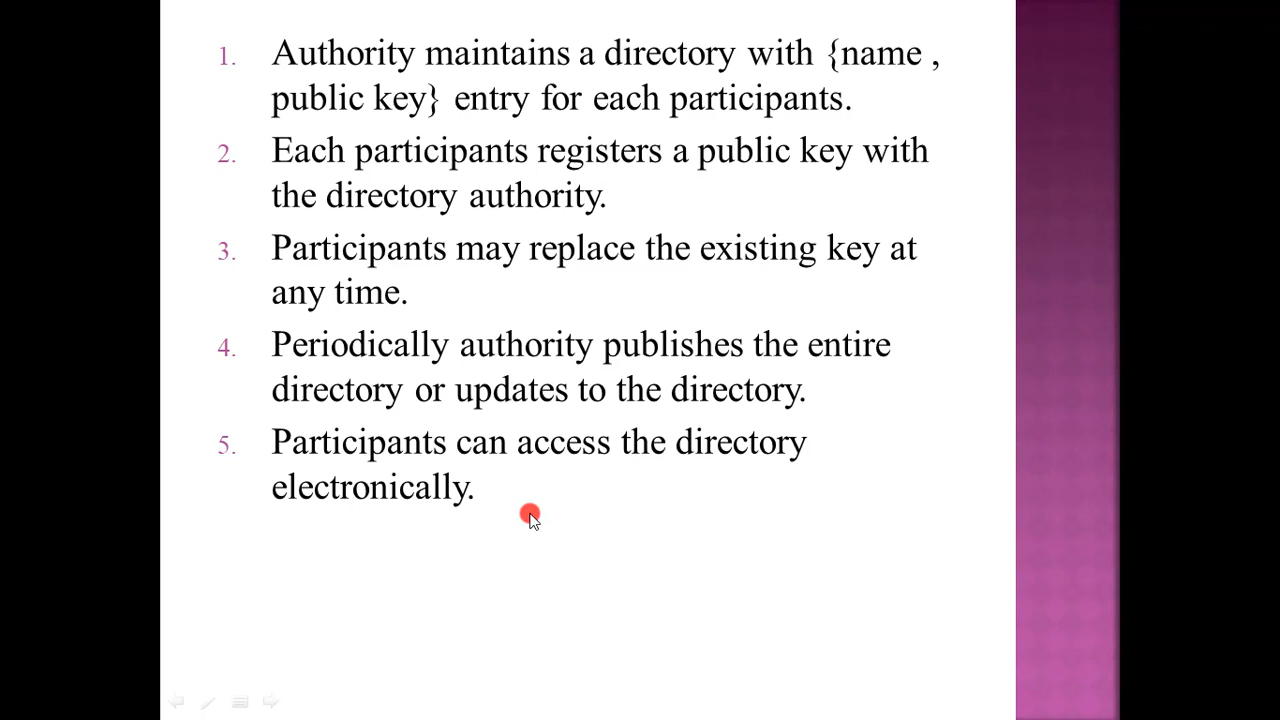 1. Authority maintains a directory with {name ,
public key} entry for each participants.
2. Each participants registers a public key with
the directory authority.
3. Participants may replace the existing key at
any time.
4. Periodically authority publishes the entire
directory or updates to the directory.
5. Participants can access the directory
electronically.